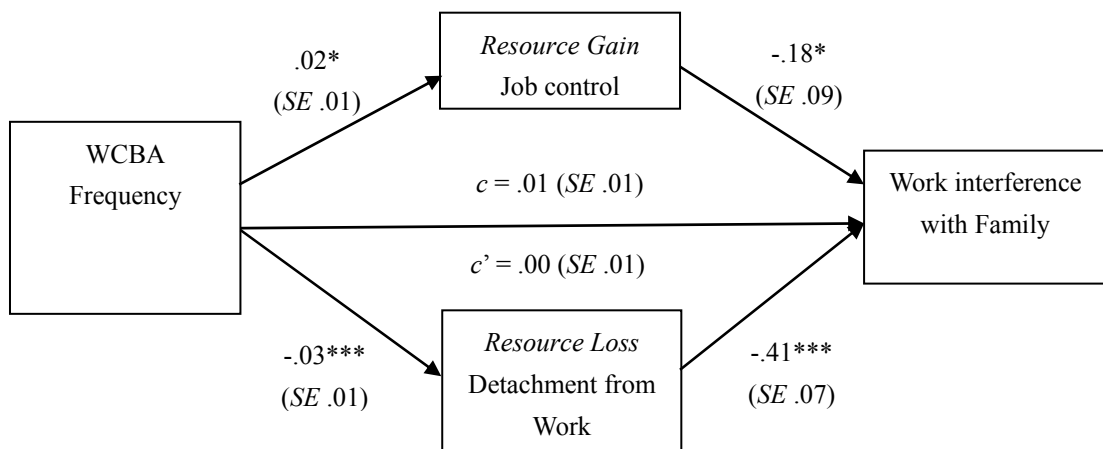 .02*
(SE .01)
Resource Gain
Job control
-.18*
(SE .09)
WCBA
Frequency
c = .01 (SE .01)
c’ = .00 (SE .01)
Work interference
with Family
-.03***
(SE .01)
Resource Loss
Detachment from
Work
-.41***
(SE .07)